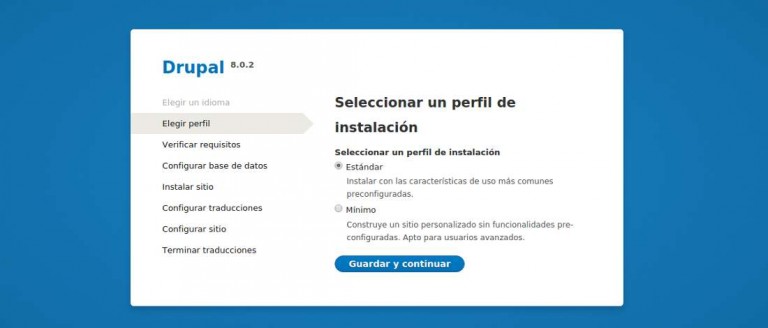 Drupal 8.0.2
Elegir un idioma
Elegir perfil
Verificar requisitos
Configurar base de datos
Instalar sitio
Configurar traducciones
Configurar sitio
Terminar traducciones
Seleccionar un perfil de
instalación
Seleccionar un perfil de instalación
Estándar
Instalar con las características de uso más comunes
preconfiguradas.
Mínimo
Construye un sitio personalizado sin funcionalidades pre-
configuradas. Apto para usuarios avanzados.
Guardar y continuar